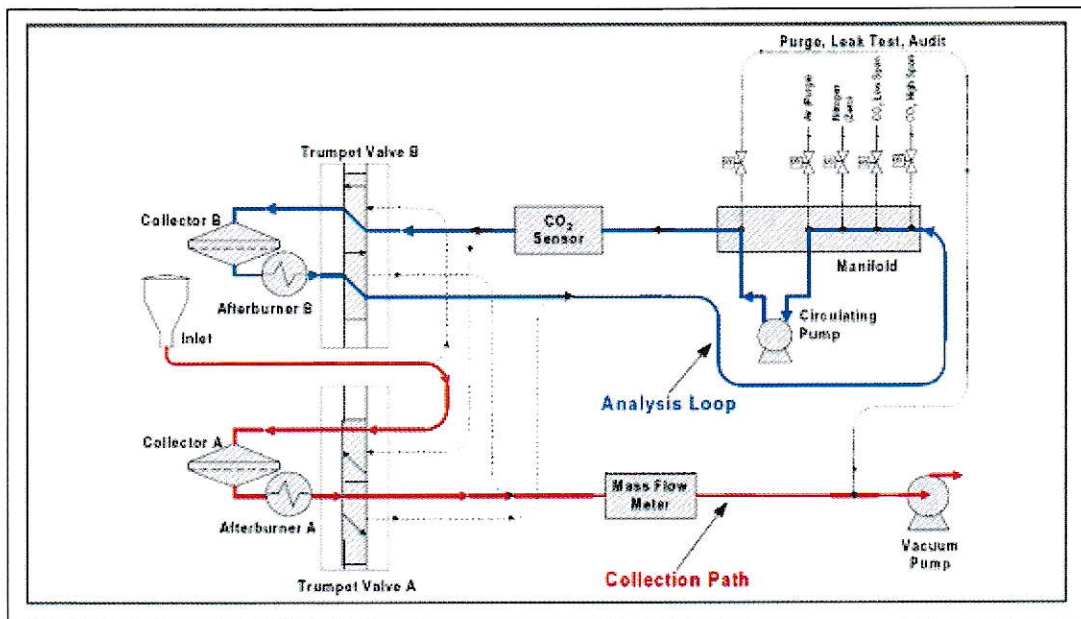 Purge, Leak Test, Audit
Air (Purge)
Nitrogen
(Zero)
CO₂ Low Span
CO₂ High Span
Trumpet Valve B
Collector B
CO₂
Sensor
Manifold
Afterburner B
Circulating
Pump
Inlet
Analysis Loop
Collector A
Mass Flow
Meter
Afterburner A
Vacuum
Pump
Collection Path
Trumpet Valve A